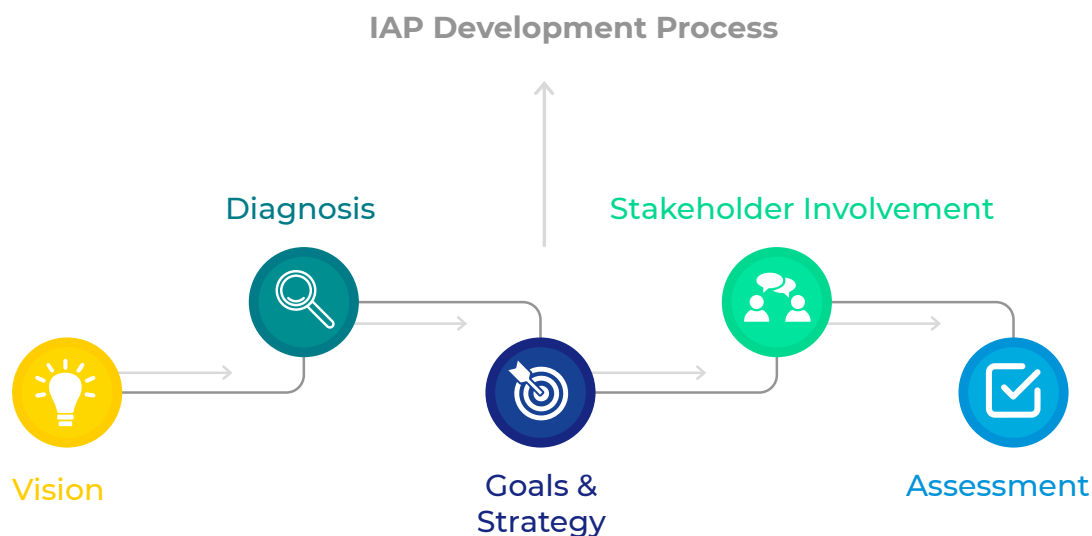 IAP Development Process
Diagnosis
Stakeholder Involvement
Vision
Goals &
Strategy
Assessment